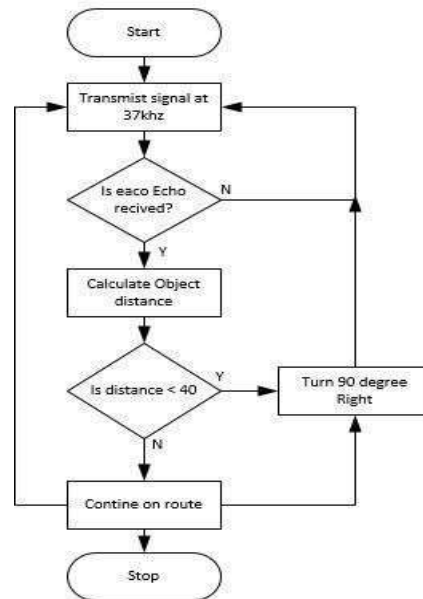 Start
Transmist signal at
37khz
Is eaco Echo
recived?
N
Y
Calculate Object
distance
Is distance < 40
Y
Turn 90 degree
Right
N
Contine on route
Stop